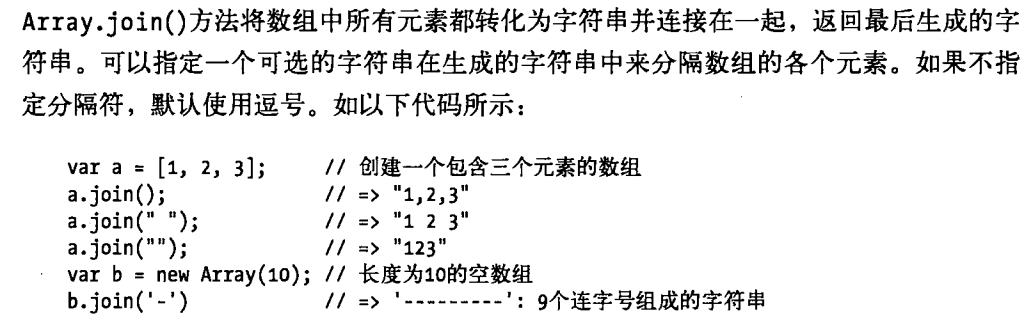 Array.join()方法将数组中所有元素都转化为字符串并连接在一起，返回最后生成的字
符串。可以指定一个可选的字符串在生成的字符串中来分隔数组的各个元素。如果不指
定分隔符，默认使用逗号。如以下代码所示：
var a = [1, 2, 3];       // 创建一个包含三个元素的数组
a.join();                // => "1,2,3"
a.join(" ");             // => "1 2 3"
a.join("");              // => "123"
var b = new Array(10); // 长度为10的空数组
b.join('-')              // => '---------': 9个连字号组成的字符串